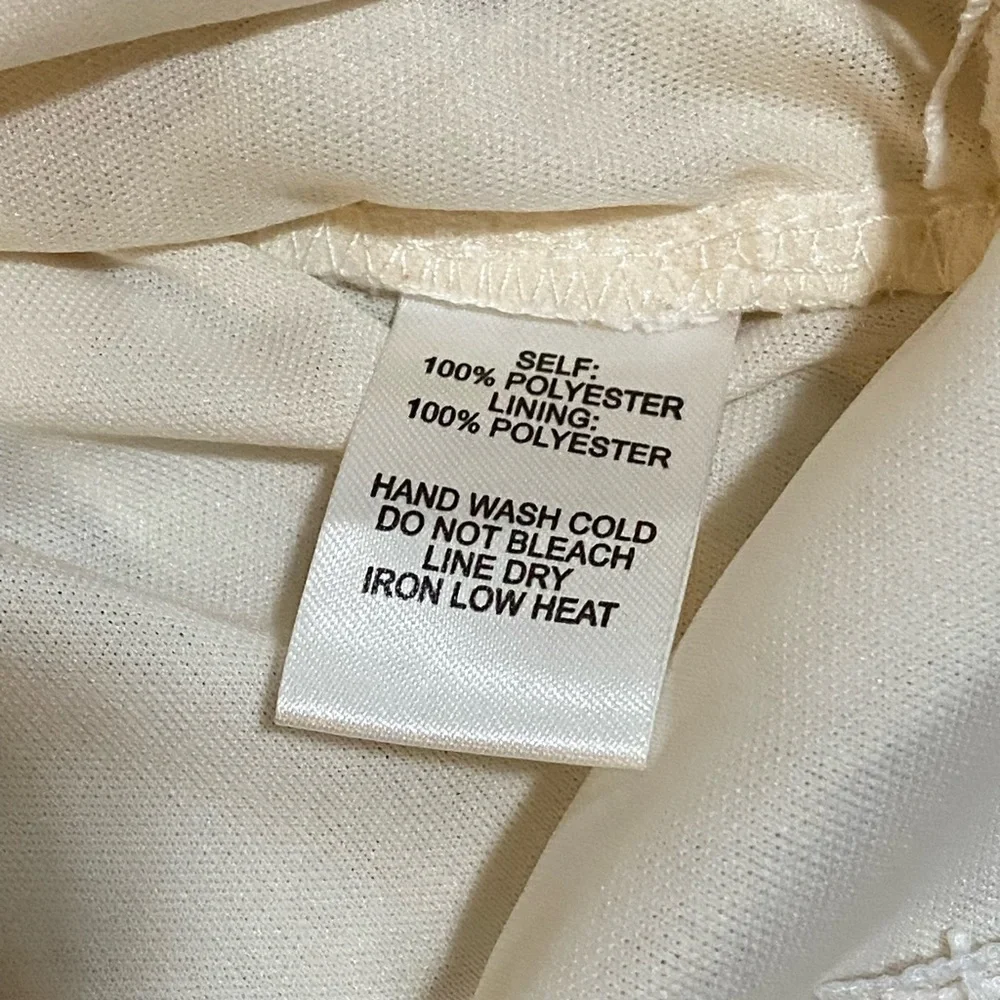 SELF:
100% POLYESTER
LINING:
100% POLYESTER
HAND WASH COLD
DO NOT BLEACH
LINE DRY
IRON LOW HEAT